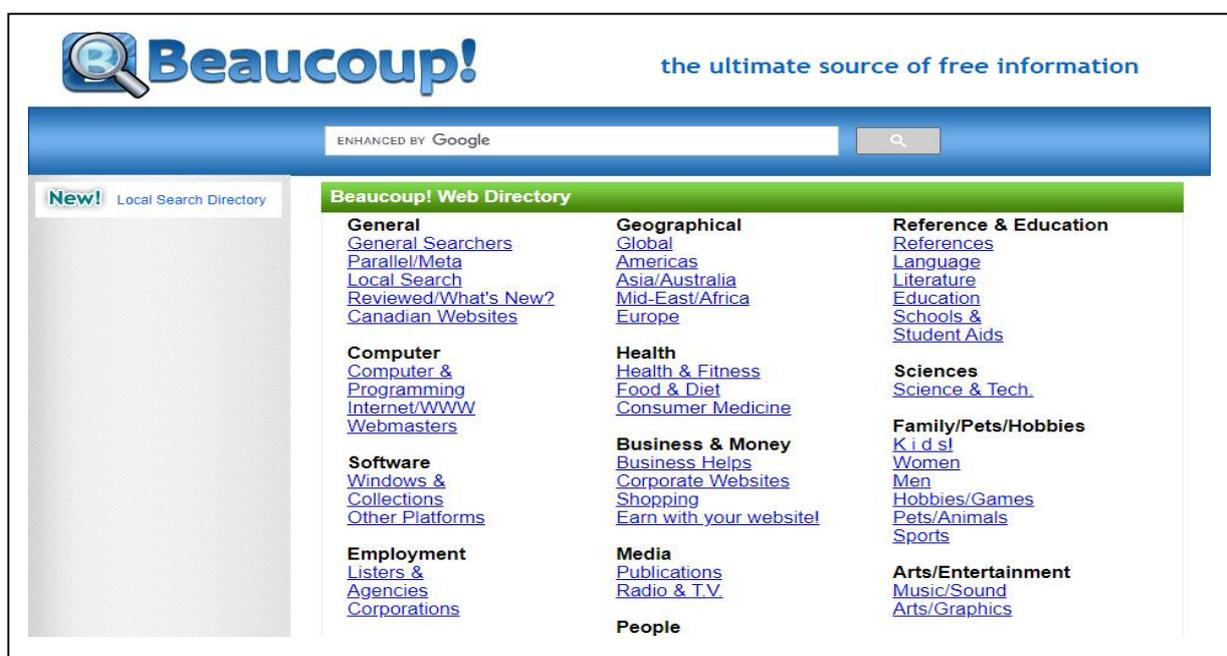 Beaucoup!
the ultimate source of free information
ENHANCED BY Google
New! Local Search Directory
Beaucoup! Web Directory
General
General Searchers
Parallel/Meta
Local Search
Reviewed/What's New?
Canadian Websites
Computer
Computer &
Programming
Internet/WWW
Webmasters
Software
Windows &
Collections
Other Platforms
Employment
Listers &
Agencies
Corporations
Geographical
Global
Americas
Asia/Australia
Mid-East/Africa
Europe
Health
Health & Fitness
Food & Diet
Consumer Medicine
Business & Money
Business Helps
Corporate Websites
Shopping
Earn with your website!
Media
Publications
Radio & T.V.
People
Reference & Education
References
Language
Literature
Education
Schools &
Student Aids
Sciences
Science & Tech.
Family/Pets/Hobbies
K i d s!
Women
Men
Hobbies/Games
Pets/Animals
Sports
Arts/Entertainment
Music/Sound
Arts/Graphics